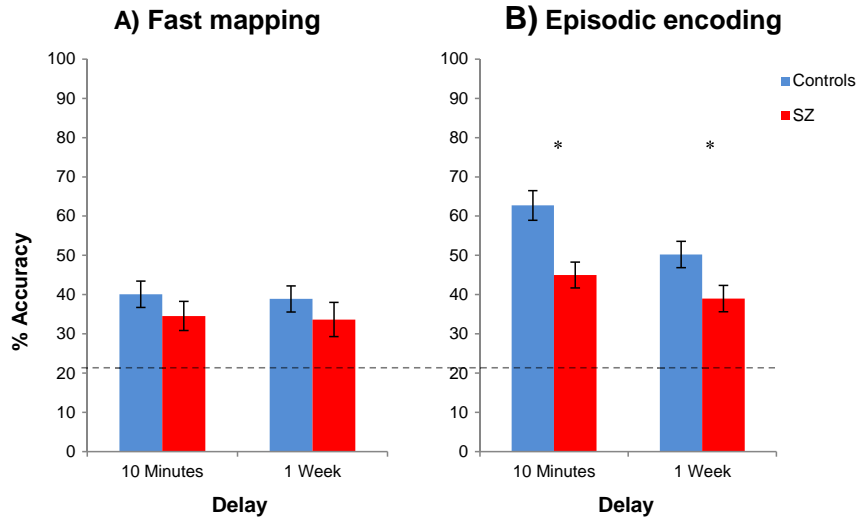 A) Fast mapping
B) Episodic encoding
% Accuracy
100
90
80
70
60
50
40
30
20
10
0
10 Minutes
1 Week
Delay
100
90
80
70
60
50
40
30
20
10
0
*
*
10 Minutes
1 Week
Delay
Controls
SZ